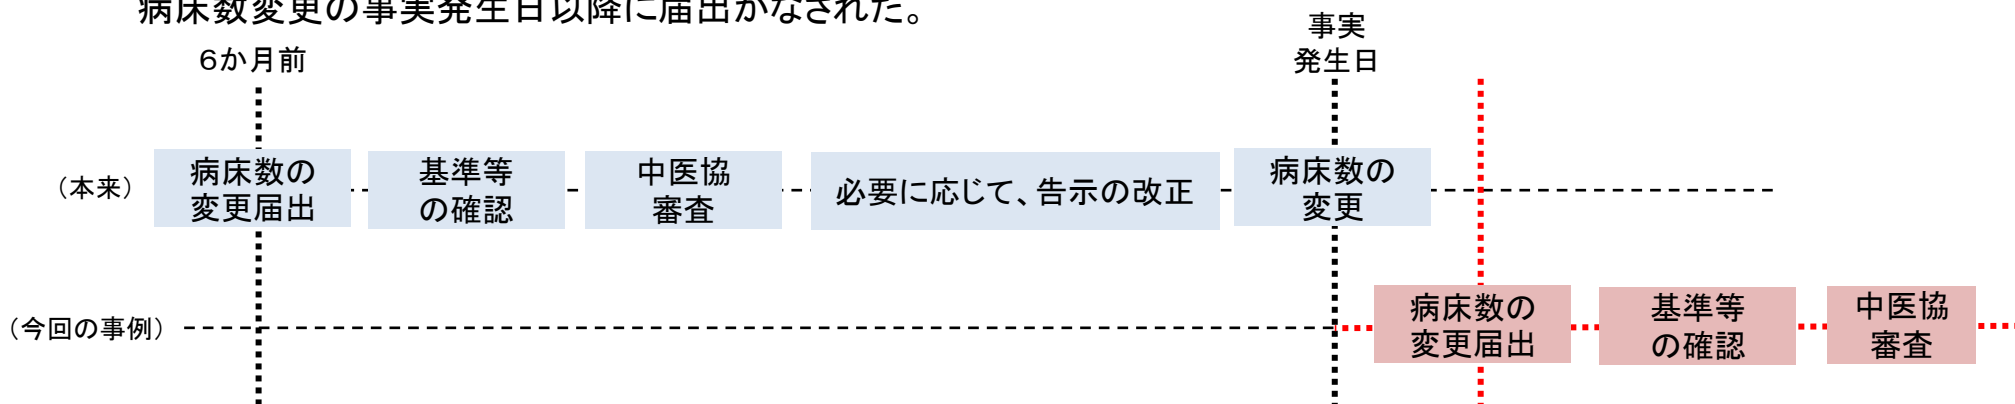 病床数変更の事実発生日以降に届出がなされた。
6か月前
事実
発生日
（本来）
病床数の
変更届出
基準等
の確認
中医協
審査
必要に応じて、告示の改正
病床数の
変更
（今回の事例）
病床数の
変更届出
基準等
の確認
中医協
審査